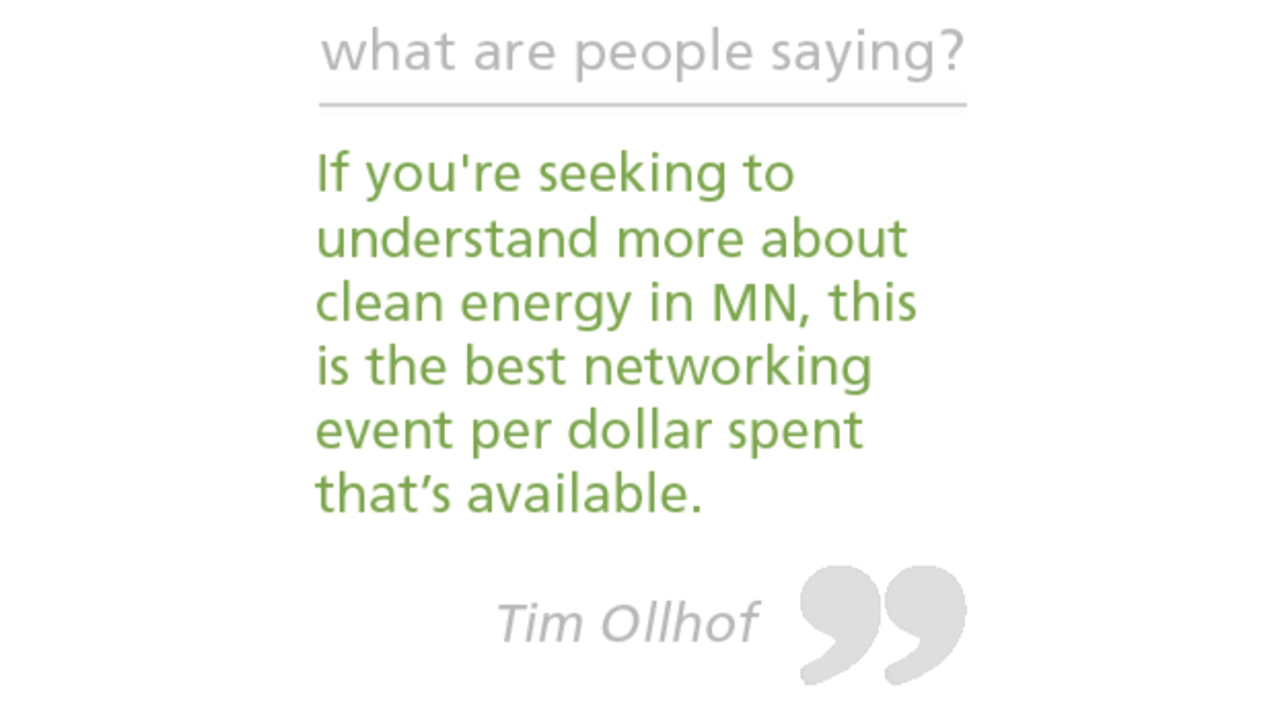 what are people saying?
If you're seeking to
understand more about
clean energy in MN, this
is the best networking
event per dollar spent
that’s available.
Tim Ollhof ”